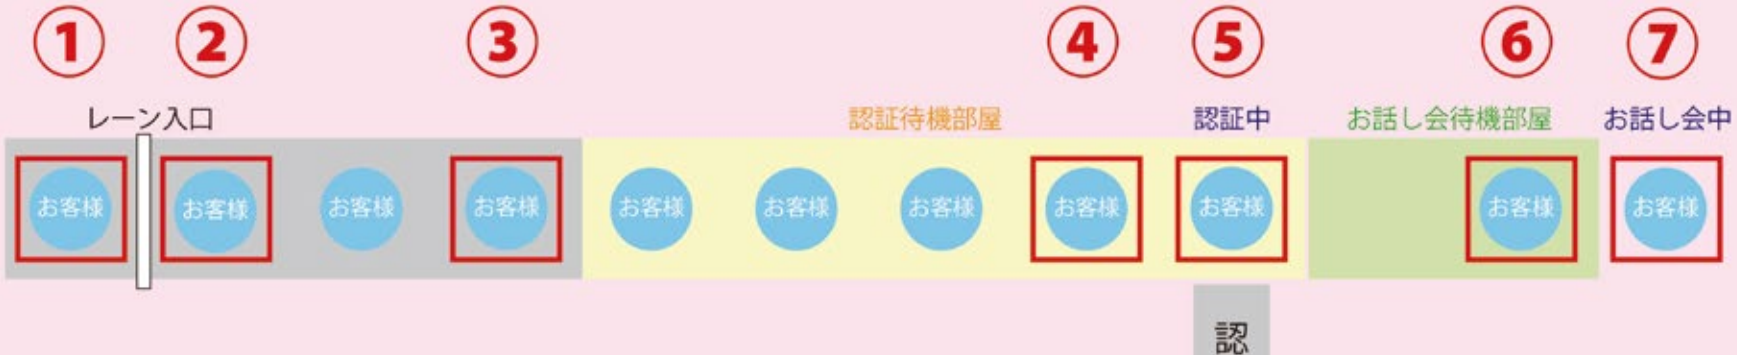 ① ② ③ ④ ⑤ ⑥ ⑦
レーン入口 認証待機部屋 認証中 お話し会待機部屋 お話し会中
お客様 お客様 お客様 お客様 お客様 お客様 お客様 お客様 お客様 お客様 お客様
認